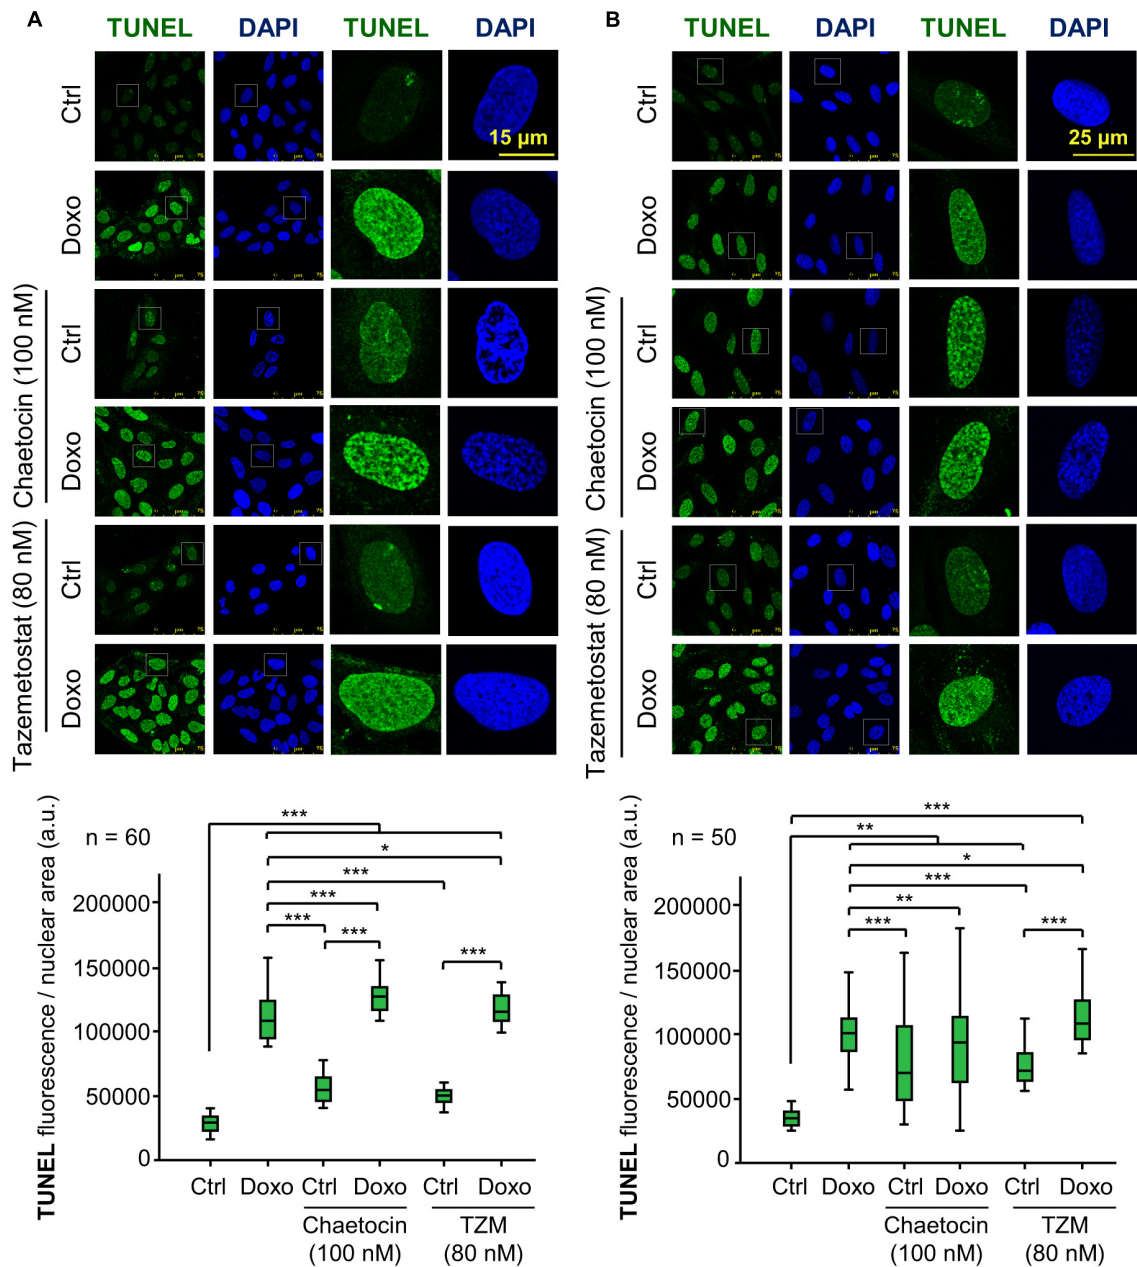 A
TUNEL DAPI TUNEL DAPI
Ctrl
15 µm
Doxo
Chaetocin (100 nM)
Ctrl
Doxo
Tazemetostat (80 nM)
Ctrl
Doxo
µm 75
B
TUNEL DAPI TUNEL DAPI
Ctrl
25 µm
Doxo
Chaetocin (100 nM)
Ctrl
Doxo
Tazemetostat (80 nM)
Ctrl
Doxo
µm 75
TUNEL fluorescence / nuclear area (a.u.)
n = 60
***
*
***
***
*** ***
***
200000
150000
100000
50000
0
Ctrl Doxo Ctrl Doxo Ctrl Doxo
Chaetocin TZM
(100 nM) (80 nM)
TUNEL fluorescence / nuclear area (a.u.)
n = 50
***
**
*
***
**
*** ***
200000
150000
100000
50000
0
Ctrl Doxo Ctrl Doxo Ctrl Doxo
Chaetocin TZM
(100 nM) (80 nM)